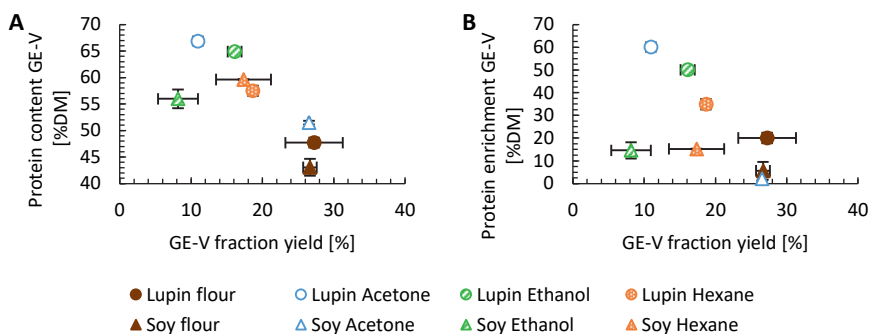 A
B
Protein content GE-V
[%DM]
70
65
60
55
50
45
40
0
10
20
30
40
GE-V fraction yield [%]
Protein enrichment GE-V
[%DM]
70
60
50
40
30
20
10
0
0
10
20
30
40
GE-V fraction yield [%]
Lupin flour
Lupin Acetone
Lupin Ethanol
Lupin Hexane
Soy flour
Soy Acetone
Soy Ethanol
Soy Hexane